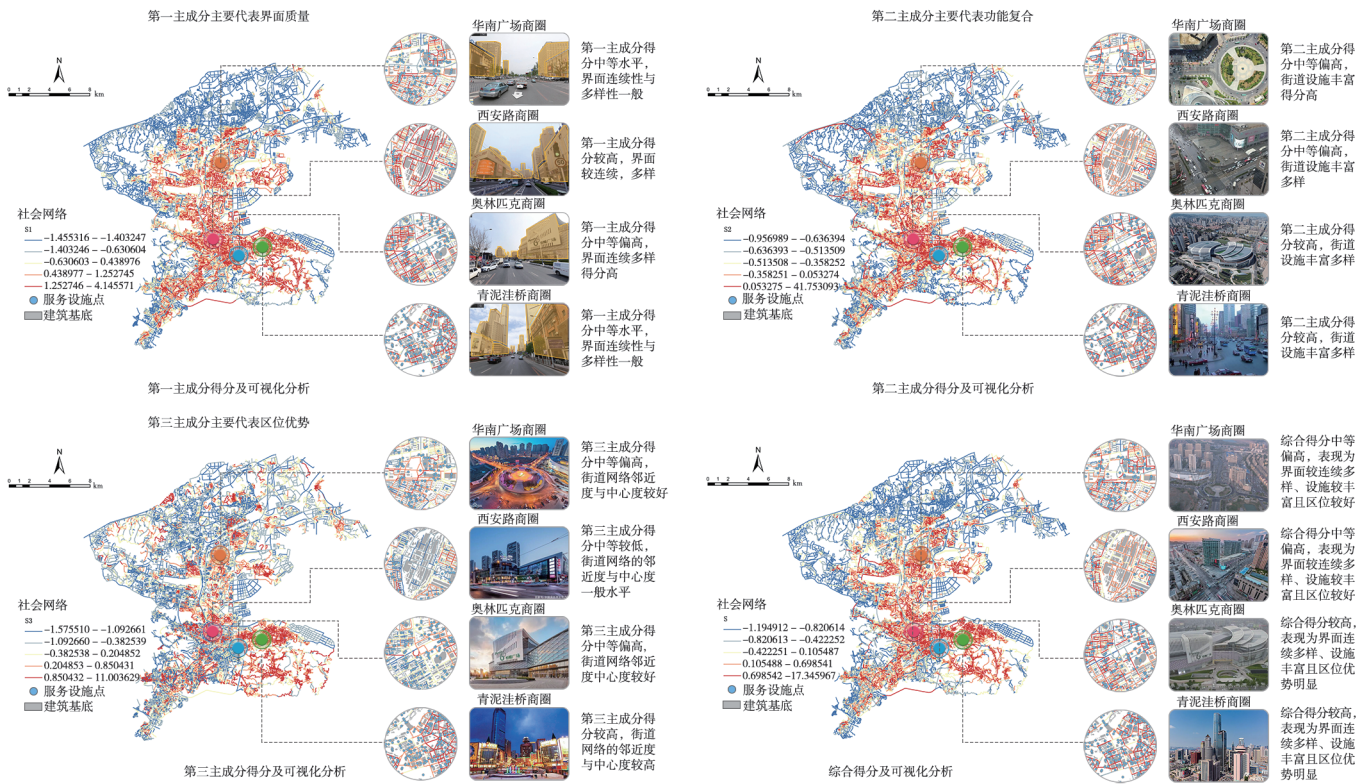 第一主成分主要代表界面质量
N
0 2 4 8
km
社会网络
S1
-1.455316 - -1.403247
-1.403246 - -0.630604
-0.630603 - 0.438976
0.438977 - 1.252745
1.252746 - 4.145571
服务设施点
建筑基底
华南广场商圈
第一主成分得
分中等水平，
界面连续性与
多样性一般
西安路商圈
第一主成分得
分较高，界面
较连续，多样
奥林匹克商圈
第一主成分得
分中等偏高，
界面连续多样
得分高
青泥洼桥商圈
第一主成分得
分中等水平，
界面连续性与
多样性一般
第一主成分得分及可视化分析
第二主成分主要代表功能复合
N
0 2 4 8
km
社会网络
S2
-0.956989 - -0.636394
-0.636393 - -0.513509
-0.513508 - -0.358252
-0.358251 - 0.053274
0.053275 - 41.753093
服务设施点
建筑基底
华南广场商圈
第二主成分得
分中等偏高，
街道设施丰富
得分高
西安路商圈
第二主成分得
分中等偏高，
街道设施丰富
多样
奥林匹克商圈
第二主成分得
分较高，街道
设施丰富多样
青泥洼桥商圈
第二主成分得
分较高，街道
设施丰富多样
第二主成分得分及可视化分析
第三主成分主要代表区位优势
N
0 2 4 8
km
社会网络
S3
-1.575510 - -1.092661
-1.092660 - -0.382539
-0.382538 - 0.204852
0.204853 - 0.850431
0.850432 - 11.003629
服务设施点
建筑基底
华南广场商圈
第三主成分得
分中等偏高，
街道网络邻近
度与中心度较好
西安路商圈
第三主成分得
分中等较低，
街道网络的邻
近度与中心度
一般水平
奥林匹克商圈
第三主成分得
分中等偏高，
街道网络邻近
度中心度较好
青泥洼桥商圈
第三主成分得
分较高，街道
网络的邻近度
与中心度较高
第三主成分得分及可视化分析
N
0 2 4 8
km
社会网络
S
-1.194912 - -0.820614
-0.820613 - -0.422252
-0.422251 - 0.105487
0.105488 - 0.698541
0.698542 - 17.345967
服务设施点
建筑基底
华南广场商圈
综合得分中等
偏高，表现为
界面较连续多
样、设施较丰
富且区位较好
西安路商圈
综合得分中等
偏高，表现为
界面较连续多
样、设施较丰
富且区位较好
奥林匹克商圈
综合得分较高，
表现为界面连
续多样、设施
丰富且区位优
势明显
青泥洼桥商圈
综合得分较高，
表现为界面连
续多样、设施
丰富且区位优
势明显
综合得分及可视化分析